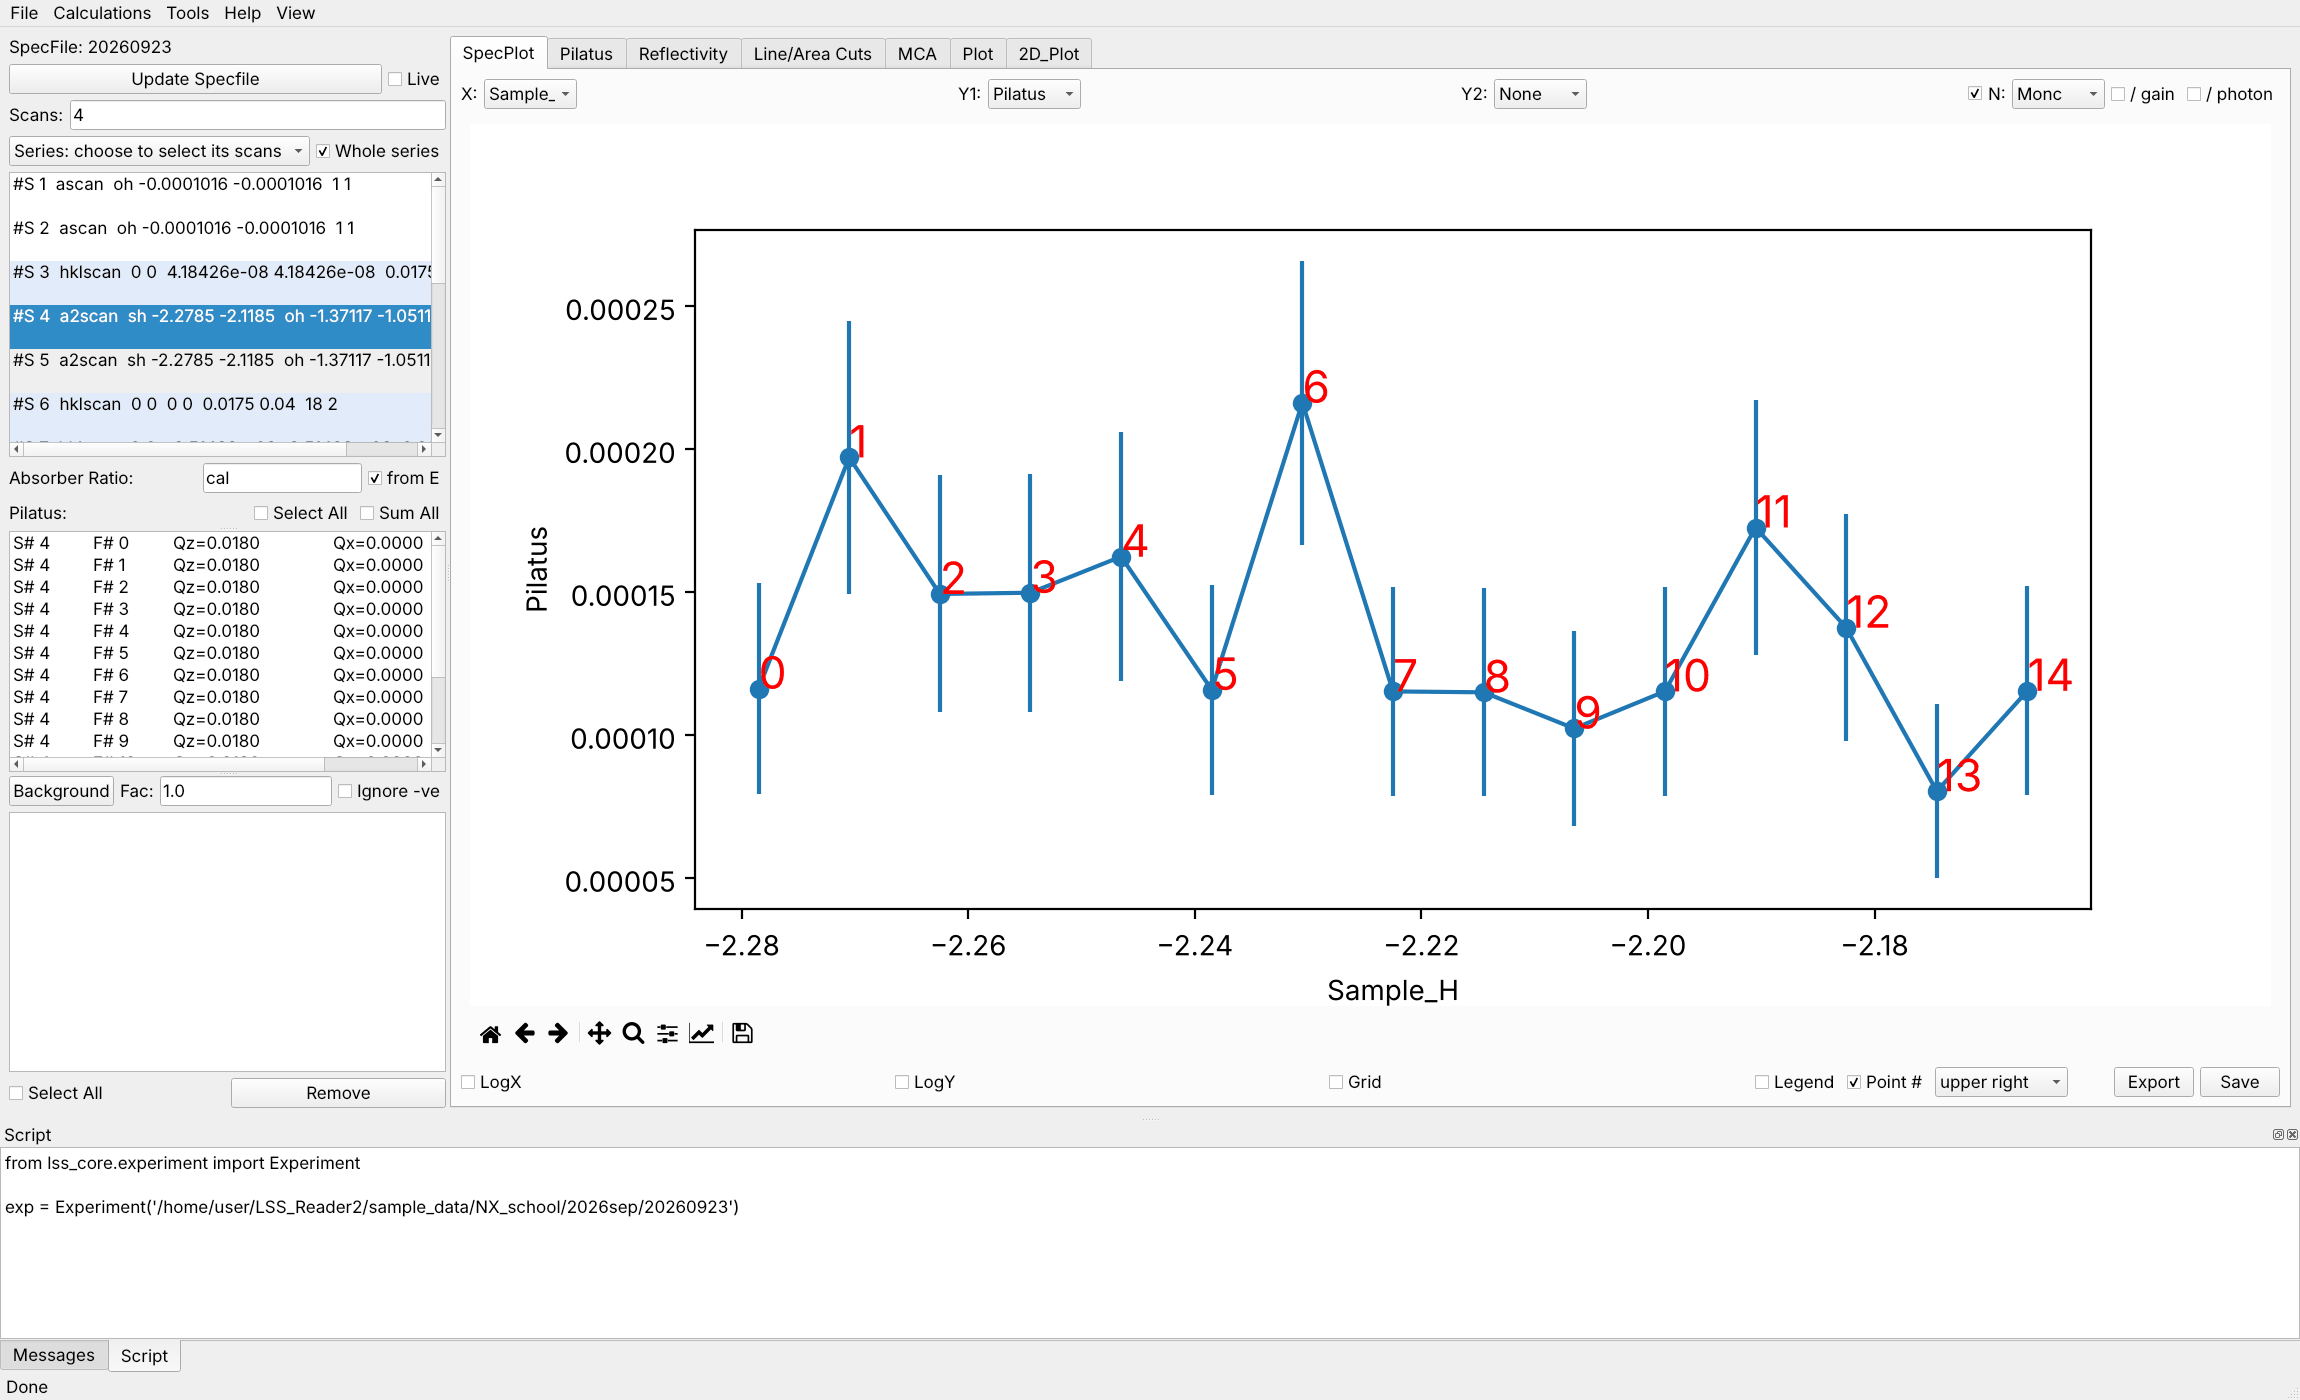 File Calculations Tools Help View
SpecFile: 20260923
Update Specfile Live
Scans: 4
Series: choose to select its scans Whole series
#S 1 ascan oh -0.0001016 -0.0001016 1 1
#S 2 ascan oh -0.0001016 -0.0001016 1 1
#S 3 hklscan 0 0 4.18426e-08 4.18426e-08 0.0175
#S 4 a2scan sh -2.2785 -2.1185 oh -1.37117 -1.0511
#S 5 a2scan sh -2.2785 -2.1185 oh -1.37117 -1.0511
#S 6 hklscan 0 0 0 0 0.0175 0.04 18 2
Absorber Ratio: cal from E
Pilatus: Select All Sum All
S# 4 F# 0 Qz=0.0180 Qx=0.0000
S# 4 F# 1 Qz=0.0180 Qx=0.0000
S# 4 F# 2 Qz=0.0180 Qx=0.0000
S# 4 F# 3 Qz=0.0180 Qx=0.0000
S# 4 F# 4 Qz=0.0180 Qx=0.0000
S# 4 F# 5 Qz=0.0180 Qx=0.0000
S# 4 F# 6 Qz=0.0180 Qx=0.0000
S# 4 F# 7 Qz=0.0180 Qx=0.0000
S# 4 F# 8 Qz=0.0180 Qx=0.0000
S# 4 F# 9 Qz=0.0180 Qx=0.0000
Background Fac: 1.0 Ignore -ve
Select All Remove
SpecPlot Pilatus Reflectivity Line/Area Cuts MCA Plot 2D_Plot
X: Sample_ Y1: Pilatus Y2: None N: Monc / gain / photon
0.00025
0.00020
0.00015
0.00010
0.00005
Pilatus
0 1 2 3 4 5 6 7 8 9 10 11 12 13 14
−2.28 −2.26 −2.24 −2.22 −2.20 −2.18
Sample_H
LogX LogY Grid Legend Point # upper right Export Save
Script
from lss_core.experiment import Experiment
exp = Experiment('/home/user/LSS_Reader2/sample_data/NX_school/2026sep/20260923')
Messages Script
Done